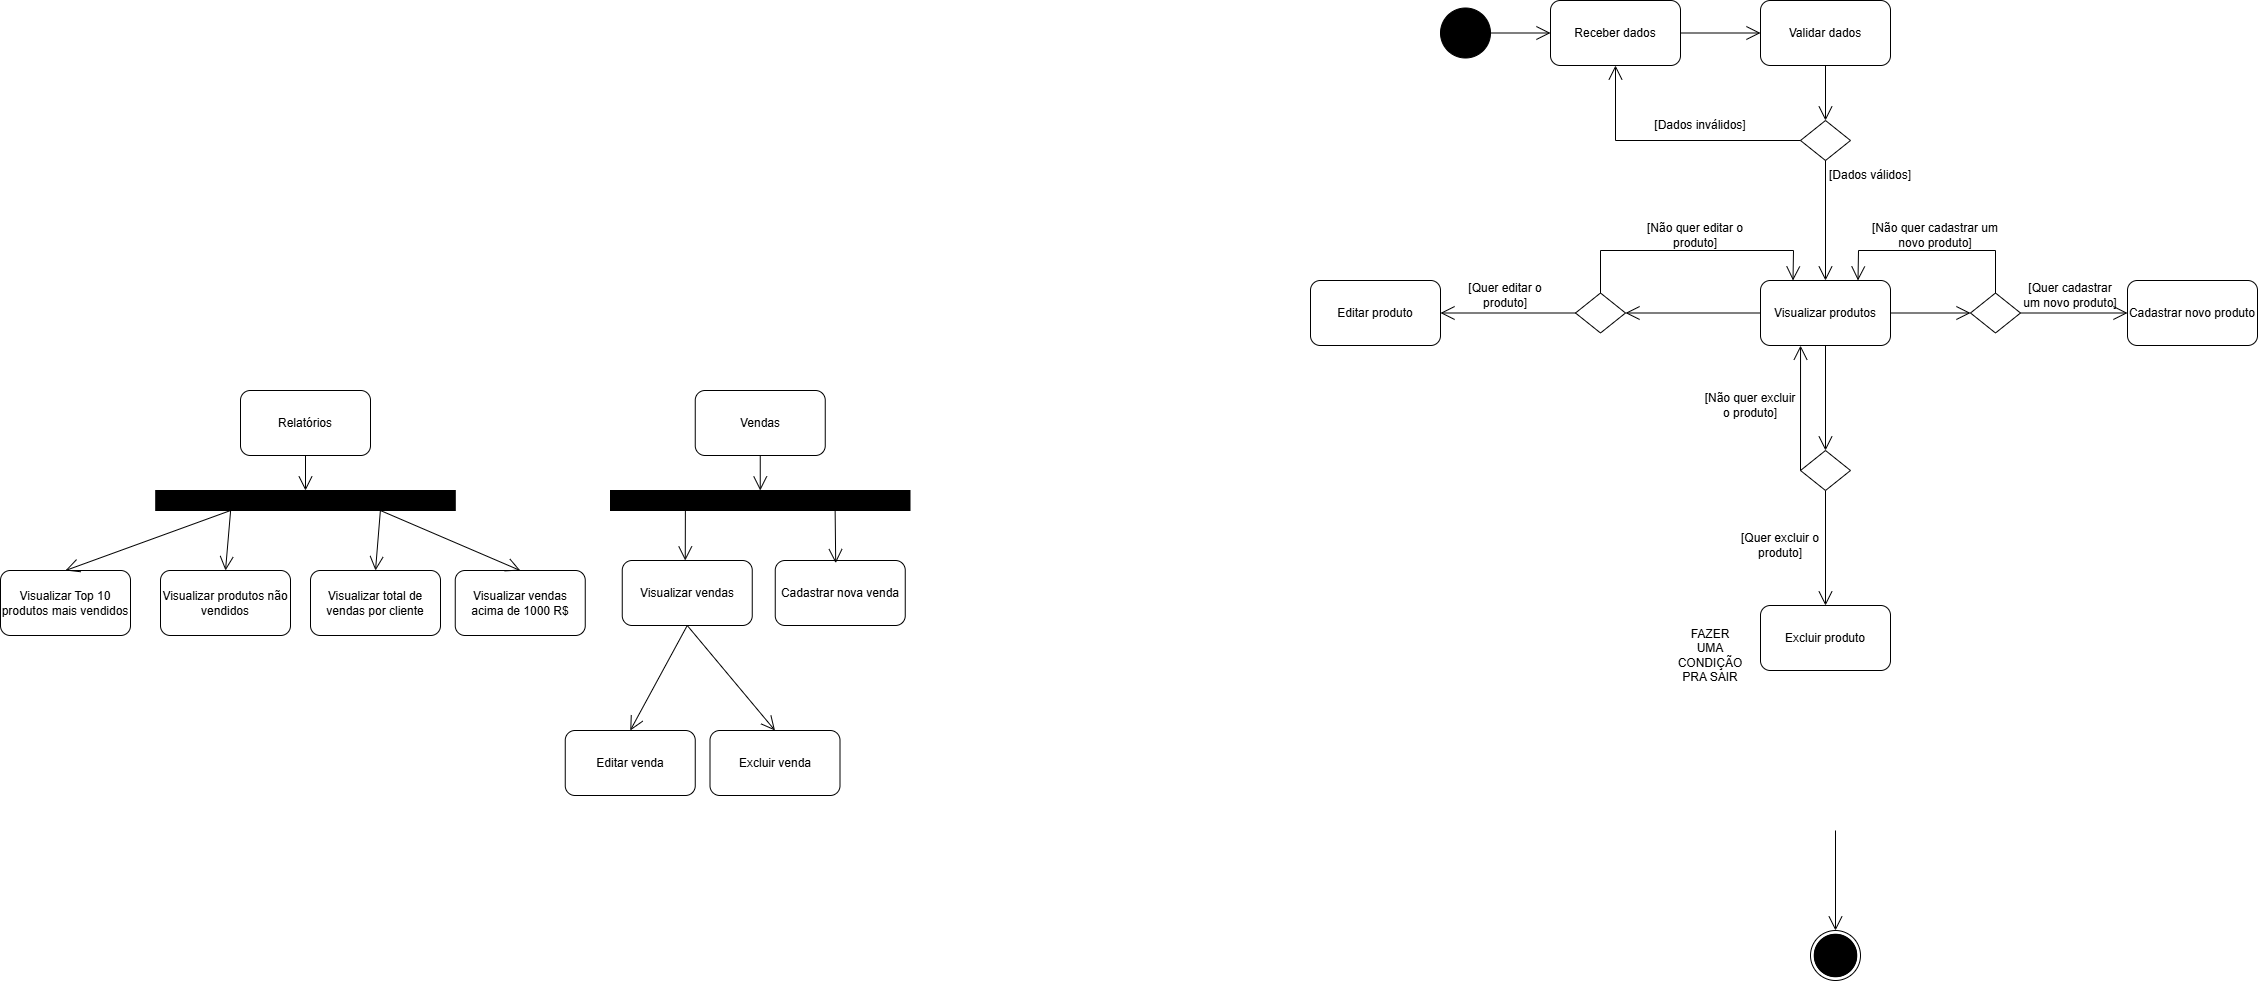 Receber dados
Validar dados
[Dados inválidos]
[Dados válidos]
[Não quer editar o
produto]
[Não quer cadastrar um
novo produto]
[Quer editar o
produto]
[Quer cadastrar
um novo produto]
Editar produto
Visualizar produtos
Cadastrar novo produto
[Não quer excluir
o produto]
Relatórios
Vendas
[Quer excluir o
produto]
Visualizar Top 10
produtos mais vendidos
Visualizar produtos não
vendidos
Visualizar total de
vendas por cliente
Visualizar vendas
acima de 1000 R$
Visualizar vendas
Cadastrar nova venda
Excluir produto
FAZER
UMA
CONDIÇÃO
PRA SAIR
Editar venda
Excluir venda